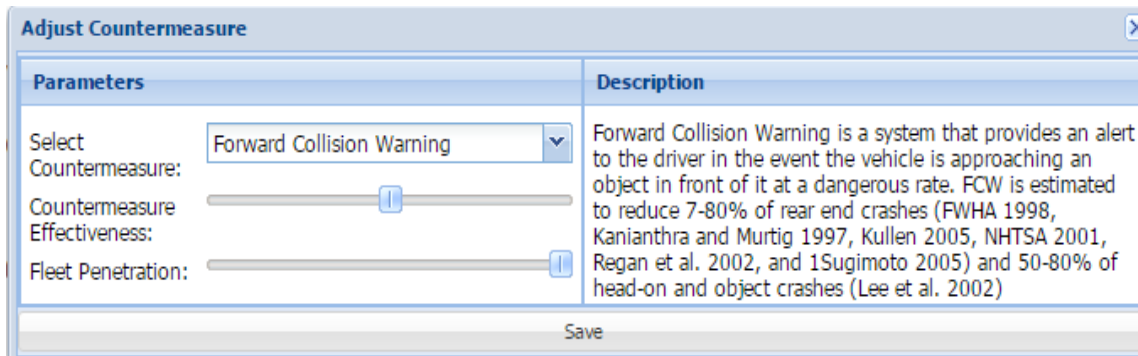 Adjust Countermeasure
Parameters
Select
Countermeasure:
Forward Collision Warning
Countermeasure
Effectiveness:
Fleet Penetration:
Description
Forward Collision Warning is a system that provides an alert
to the driver in the event the vehicle is approaching an
object in front of it at a dangerous rate. FCW is estimated
to reduce 7-80% of rear end crashes (FWHA 1998,
Kanianthra and Murtig 1997, Kullen 2005, NHTSA 2001,
Regan et al. 2002, and 1Sugimoto 2005) and 50-80% of
head-on and object crashes (Lee et al. 2002)
Save